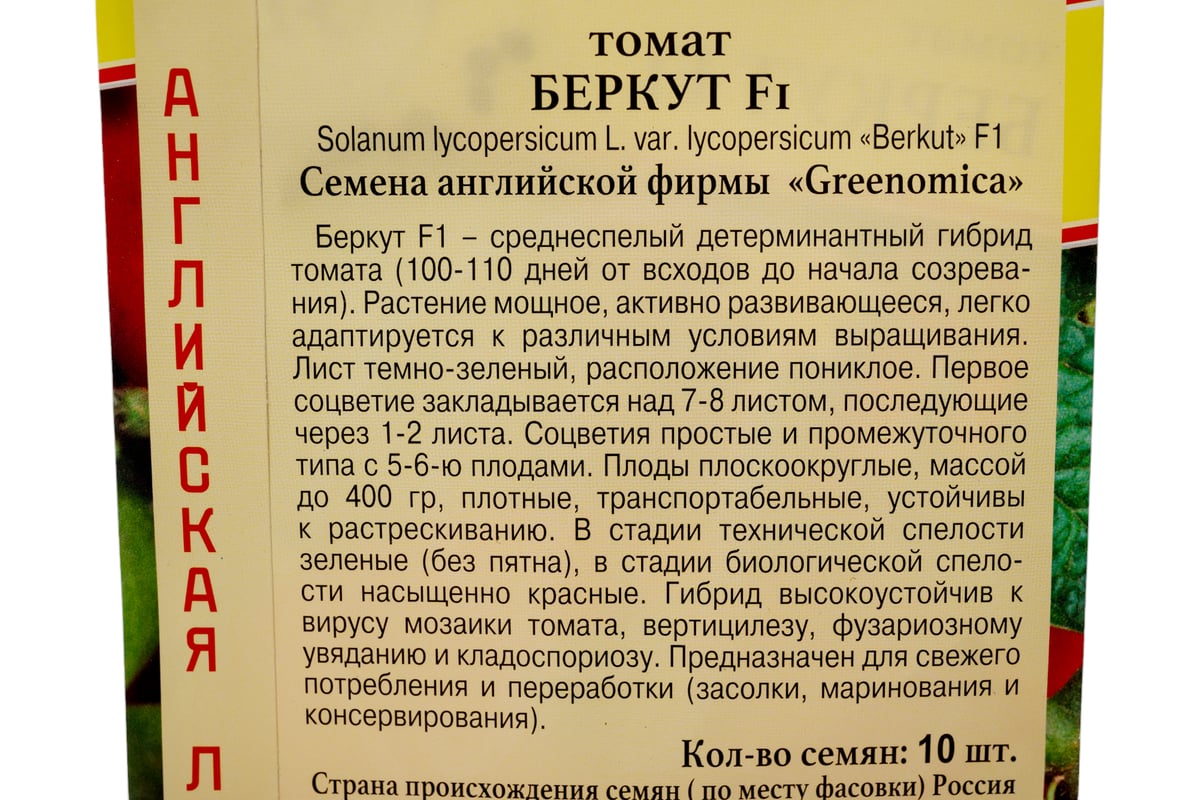 томат
БЕРКУТ F1
Solanum lycopersicum L. var. lycopersicum «Berkut» F1
Семена английской фирмы «Greenomica»
Беркут F1 – среднеспелый детерминантный гибрид
томата (100-110 дней от всходов до начала созрева-
ния). Растение мощное, активно развивающееся, легко
адаптируется к различным условиям выращивания.
Лист темно-зеленый, расположение пониклое. Первое
соцветие закладывается над 7-8 листом, последующие
через 1-2 листа. Соцветия простые и промежуточного
типа с 5-6-ю плодами. Плоды плоскоокруглые, массой
до 400 гр, плотные, транспортабельные, устойчивы
к растрескиванию. В стадии технической спелости
зеленые (без пятна), в стадии биологической спело-
сти насыщенно красные. Гибрид высокоустойчив к
вирусу мозаики томата, вертицилезу, фузариозному
увяданию и кладоспориозу. Предназначен для свежего
потребления и переработки (засолки, маринования и
консервирования).
Кол-во семян: 10 шт.
Страна происхождения семян ( по месту фасовки) Россия
АНГЛИЙСКАЯ Л